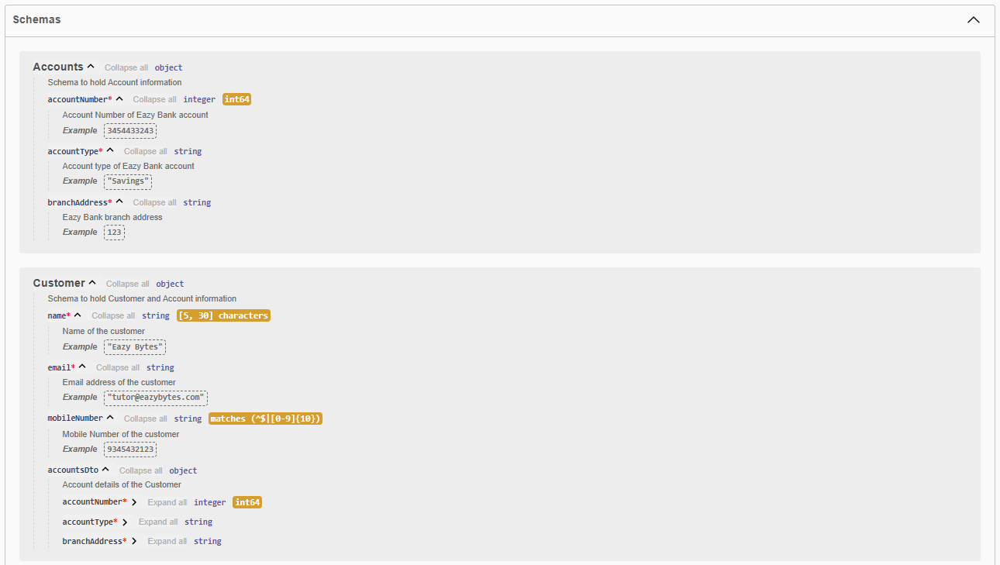 Schemas
Accounts Collapse all object
Schema to hold Account information
accountNumber* Collapse all integer int64
Account Number of Eazy Bank account
Example 3454433243
accountType* Collapse all string
Account type of Eazy Bank account
Example "Savings"
branchAddress* Collapse all string
Eazy Bank branch address
Example 123
Customer Collapse all object
Schema to hold Customer and Account information
name* Collapse all string [5, 30] characters
Name of the customer
Example "Eazy Bytes"
email* Collapse all string
Email address of the customer
Example "tutor@eazybytes.com"
mobileNumber Collapse all string matches (^$|[0-9]{10})
Mobile Number of the customer
Example 9345432123
accountsDto Collapse all object
Account details of the Customer
accountNumber* Expand all integer int64
accountType* Expand all string
branchAddress* Expand all string